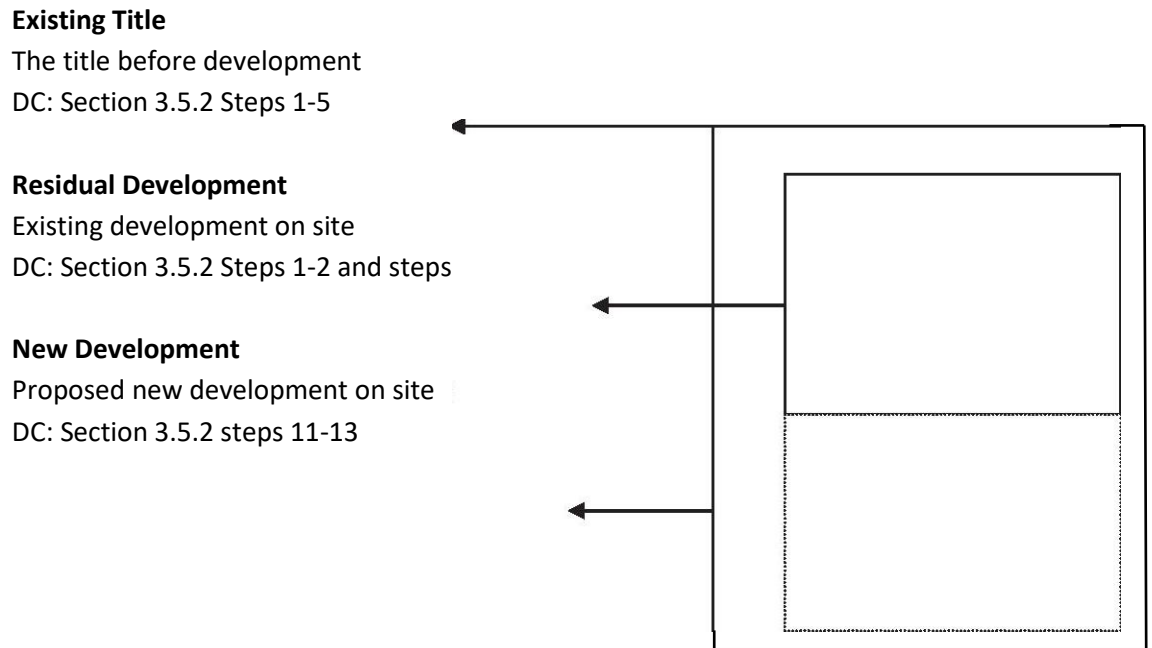 Existing Title
The title before development
DC: Section 3.5.2 Steps 1-5
Residual Development
Existing development on site
DC: Section 3.5.2 Steps 1-2 and steps
New Development
Proposed new development on site
DC: Section 3.5.2 steps 11-13